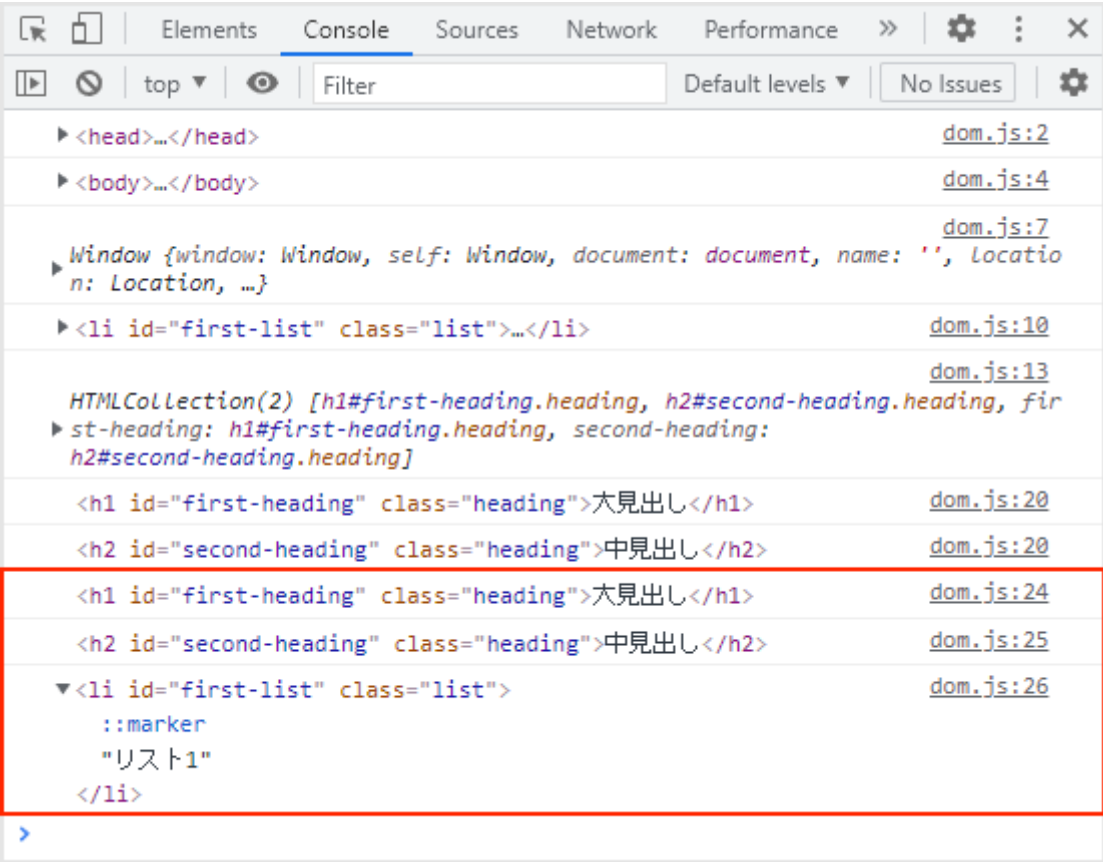 Elements Console Sources Network Performance »
top ▼ Filter Default levels ▼ No Issues
▶<head>…</head> dom.js:2
▶<body>…</body> dom.js:4
dom.js:7
Window {window: Window, self: Window, document: document, name: '', locatio
▶n: Location, …}
▶<li id="first-list" class="list">…</li> dom.js:10
dom.js:13
HTMLCollection(2) [h1#first-heading.heading, h2#second-heading.heading, fir
▶st-heading: h1#first-heading.heading, second-heading:
h2#second-heading.heading]
<h1 id="first-heading" class="heading">大見出し</h1> dom.js:20
<h2 id="second-heading" class="heading">中見出し</h2> dom.js:20
<h1 id="first-heading" class="heading">大見出し</h1> dom.js:24
<h2 id="second-heading" class="heading">中見出し</h2> dom.js:25
▼<li id="first-list" class="list"> dom.js:26
::marker
"リスト1"
</li>
>